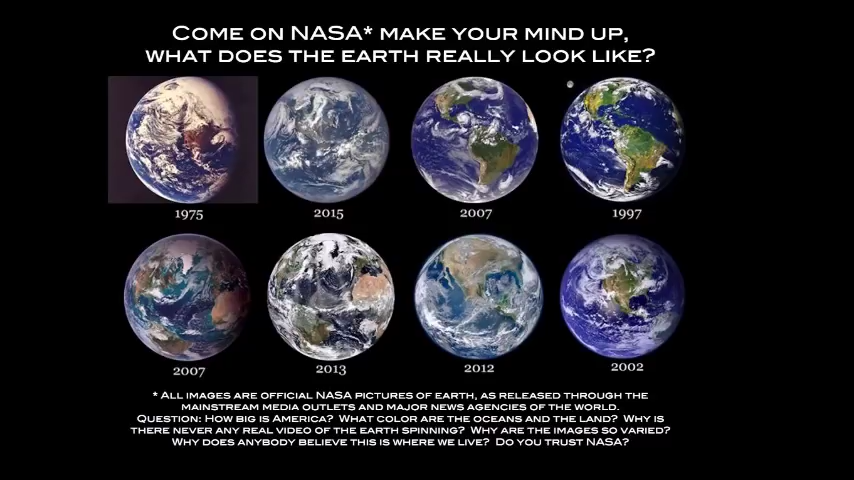 COME ON NASA* MAKE YOUR MIND UP,
WHAT DOES THE EARTH REALLY LOOK LIKE?
1975 2015 2007 1997
2007 2013 2012 2002
* ALL IMAGES ARE OFFICIAL NASA PICTURES OF EARTH, AS RELEASED THROUGH THE
MAINSTREAM MEDIA OUTLETS AND MAJOR NEWS AGENCIES OF THE WORLD.
QUESTION: HOW BIG IS AMERICA? WHAT COLOR ARE THE OCEANS AND THE LAND? WHY IS
THERE NEVER ANY REAL VIDEO OF THE EARTH SPINNING? WHY ARE THE IMAGES SO VARIED?
WHY DOES ANYBODY BELIEVE THIS IS WHERE WE LIVE? DO YOU TRUST NASA?